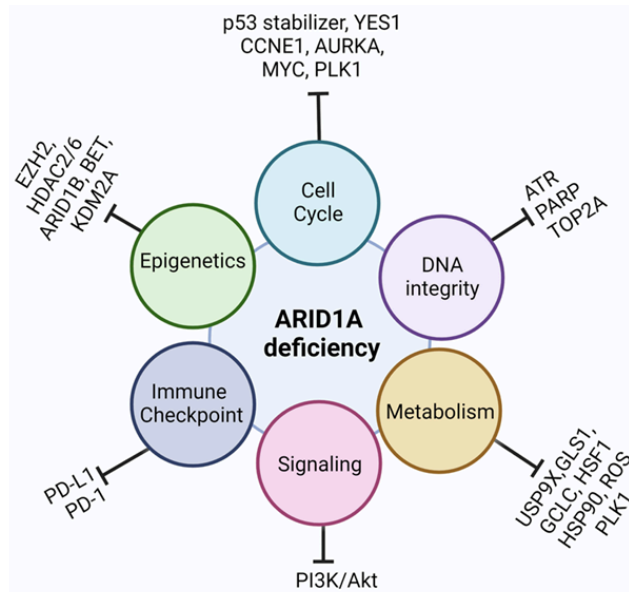 p53 stabilizer, YES1
CCNE1, AURKA,
MYC, PLK1
EZH2,
HDAC2/6
ARID1B, BET,
KDM2A
ATR
PARP
TOP2A
Cell
Cycle
Epigenetics
DNA
integrity
ARID1A
deficiency
Immune
Checkpoint
Metabolism
Signaling
PD-L1
PD-1
USP9X,GLS1,
GCLC, HSF1
HSP90, ROS
PLK1
PI3K/Akt